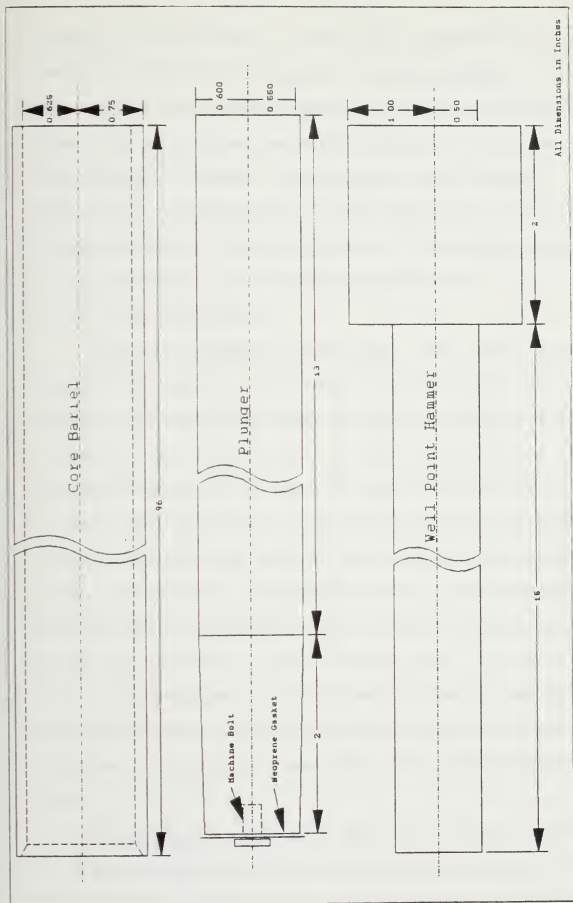 Core Barrel
0.625
0.75
96
Plunger
0.600
0.550
13
2
Machine Bolt
Neoprene Gasket
Well Point Hammer
1.00
0.50
2
16
All Dimensions in Inches